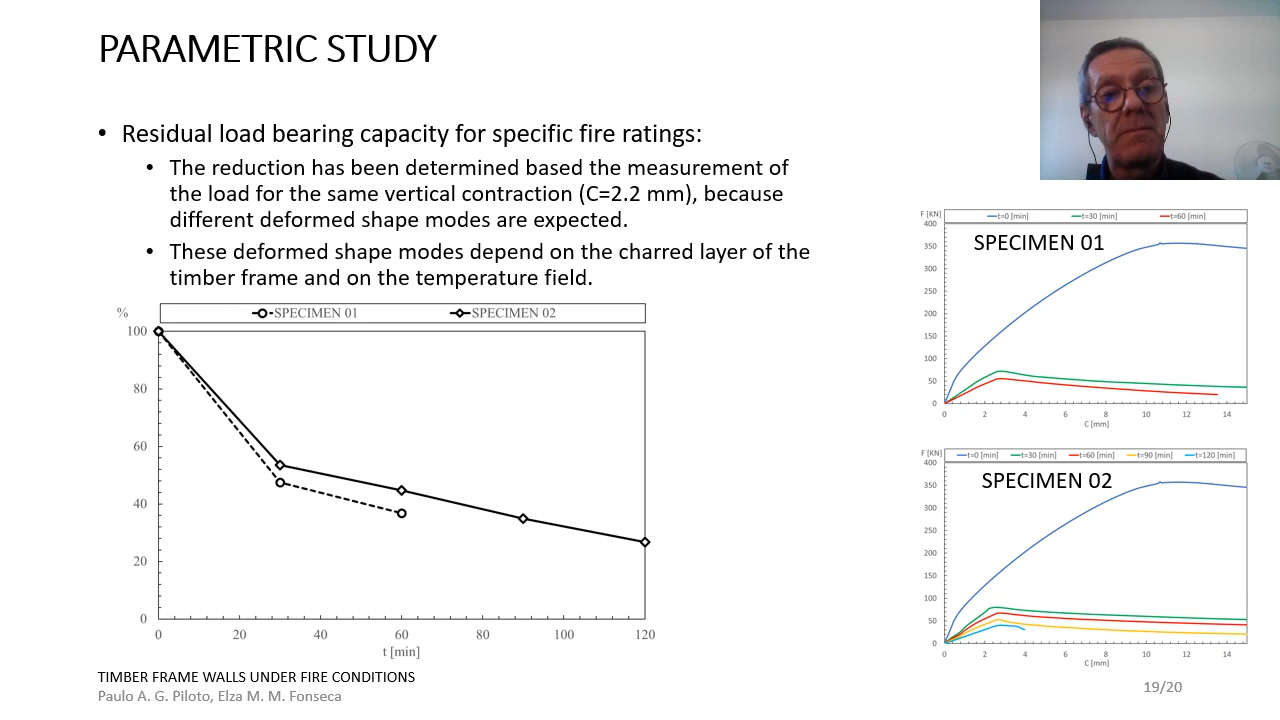 PARAMETRIC STUDY
• Residual load bearing capacity for specific fire ratings:
• The reduction has been determined based the measurement of
the load for the same vertical contraction (C=2.2 mm), because
different deformed shape modes are expected.
• These deformed shape modes depend on the charred layer of the
timber frame and on the temperature field.
%
SPECIMEN 01 SPECIMEN 02
100
80
60
40
20
0
0 20 40 60 80 100 120
t [min]
F [KN]
t=0 [min] t=30 [min] t=60 [min]
SPECIMEN 01
400
350
300
250
200
150
100
50
0
0 2 4 6 8 10 12 14
C [mm]
F [KN]
t=0 [min] t=30 [min] t=60 [min] t=90 [min] t=120 [min]
SPECIMEN 02
400
350
300
250
200
150
100
50
0
0 2 4 6 8 10 12 14
C [mm]
TIMBER FRAME WALLS UNDER FIRE CONDITIONS
Paulo A. G. Piloto, Elza M. M. Fonseca
19/20